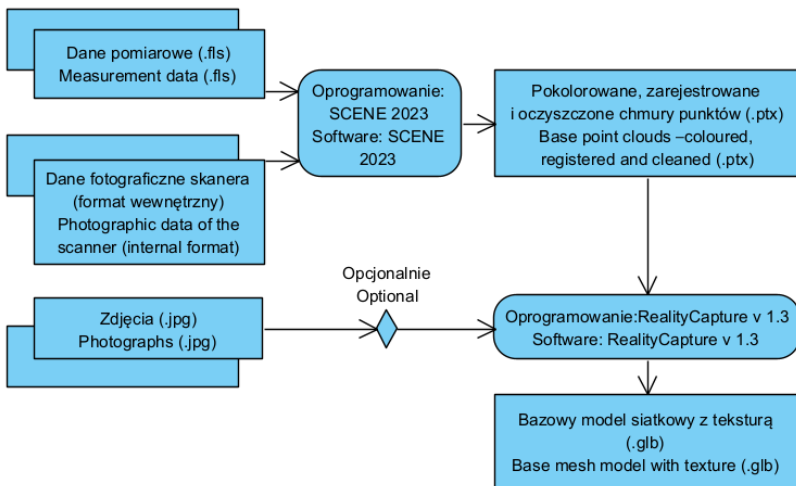 Dane pomiarowe (.fls)
Measurement data (.fls)
Oprogramowanie:
SCENE 2023
Software: SCENE
2023
Pokolorowane, zarejestrowane
i oczyszczone chmury punktów (.ptx)
Base point clouds –coloured,
registered and cleaned (.ptx)
Dane fotograficzne skanera
(format wewnętrzny)
Photographic data of the
scanner (internal format)
Opcjonalnie
Optional
Zdjęcia (.jpg)
Photographs (.jpg)
Oprogramowanie:RealityCapture v 1.3
Software: RealityCapture v 1.3
Bazowy model siatkowy z teksturą
(.glb)
Base mesh model with texture (.glb)